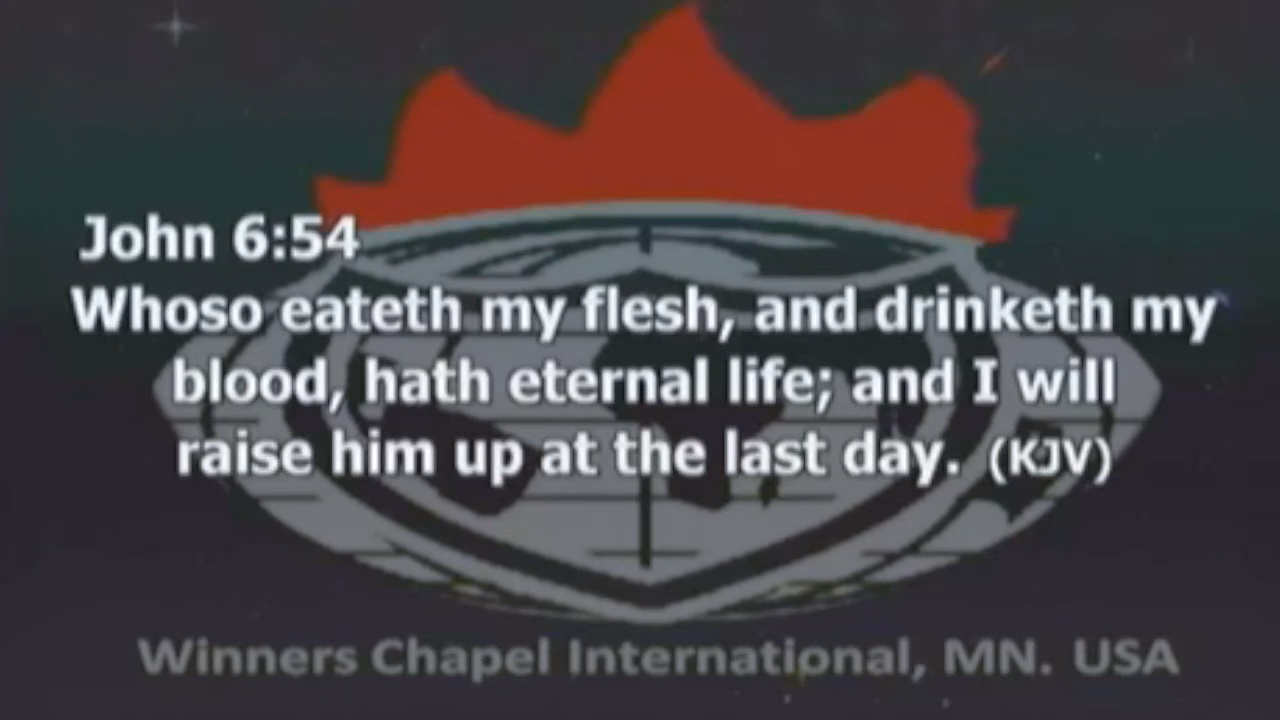 John 6:54
Whoso eateth my flesh, and drinketh my
blood, hath eternal life; and I will
raise him up at the last day. (KJV)
Winners Chapel International, MN. USA